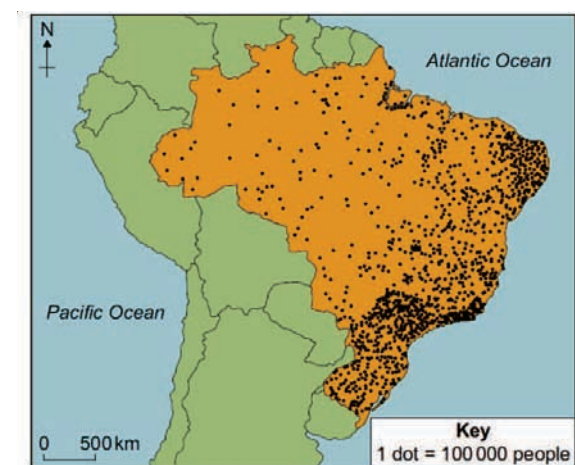 N
Atlantic Ocean
Pacific Ocean
0 500 km
Key
1 dot = 100 000 people